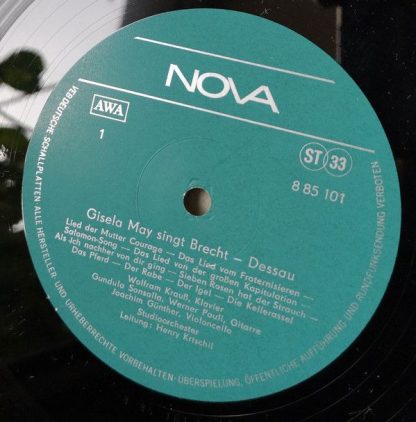 NOVA
AWA
1
ST 33
8 85 101
Gisela May singt Brecht – Dessau
Lied der Mutter Courage — Das Lied vom Fraternisieren —
Salomon-Song — Das Lied von der großen Kapitulation —
Als ich nachher von dir ging — Sieben Rosen hat der Strauch —
Das Pferd — Der Rabe — Der Igel — Die Kellerassel
Wolfram Krauß, Klavier
Gundula Sonsalla, Werner Pauli, Gitarre
Joachim Günther, Violoncello
Studioorchester
Leitung: Henry Krtschil
VEB DEUTSCHE SCHALLPLATTEN · ALLE HERSTELLER- UND URHEBERRECHTE VORBEHALTEN · ÜBERSPIELUNG, ÖFFENTLICHE AUFFÜHRUNG UND RUNDFUNKSENDUNG VERBOTEN